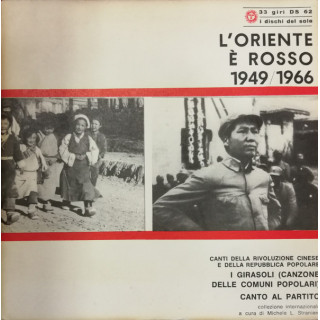 33 giri DS 62
i dischi del sole
L'ORIENTE
È ROSSO
1949/1966
CANTI DELLA RIVOLUZIONE CINESE
E DELLA REPUBBLICA POPOLARE
I GIRASOLI (CANZONE
DELLE COMUNI POPOLARI)
CANTO AL PARTITO
collezione internazionale
a cura di Michele L. Straniero